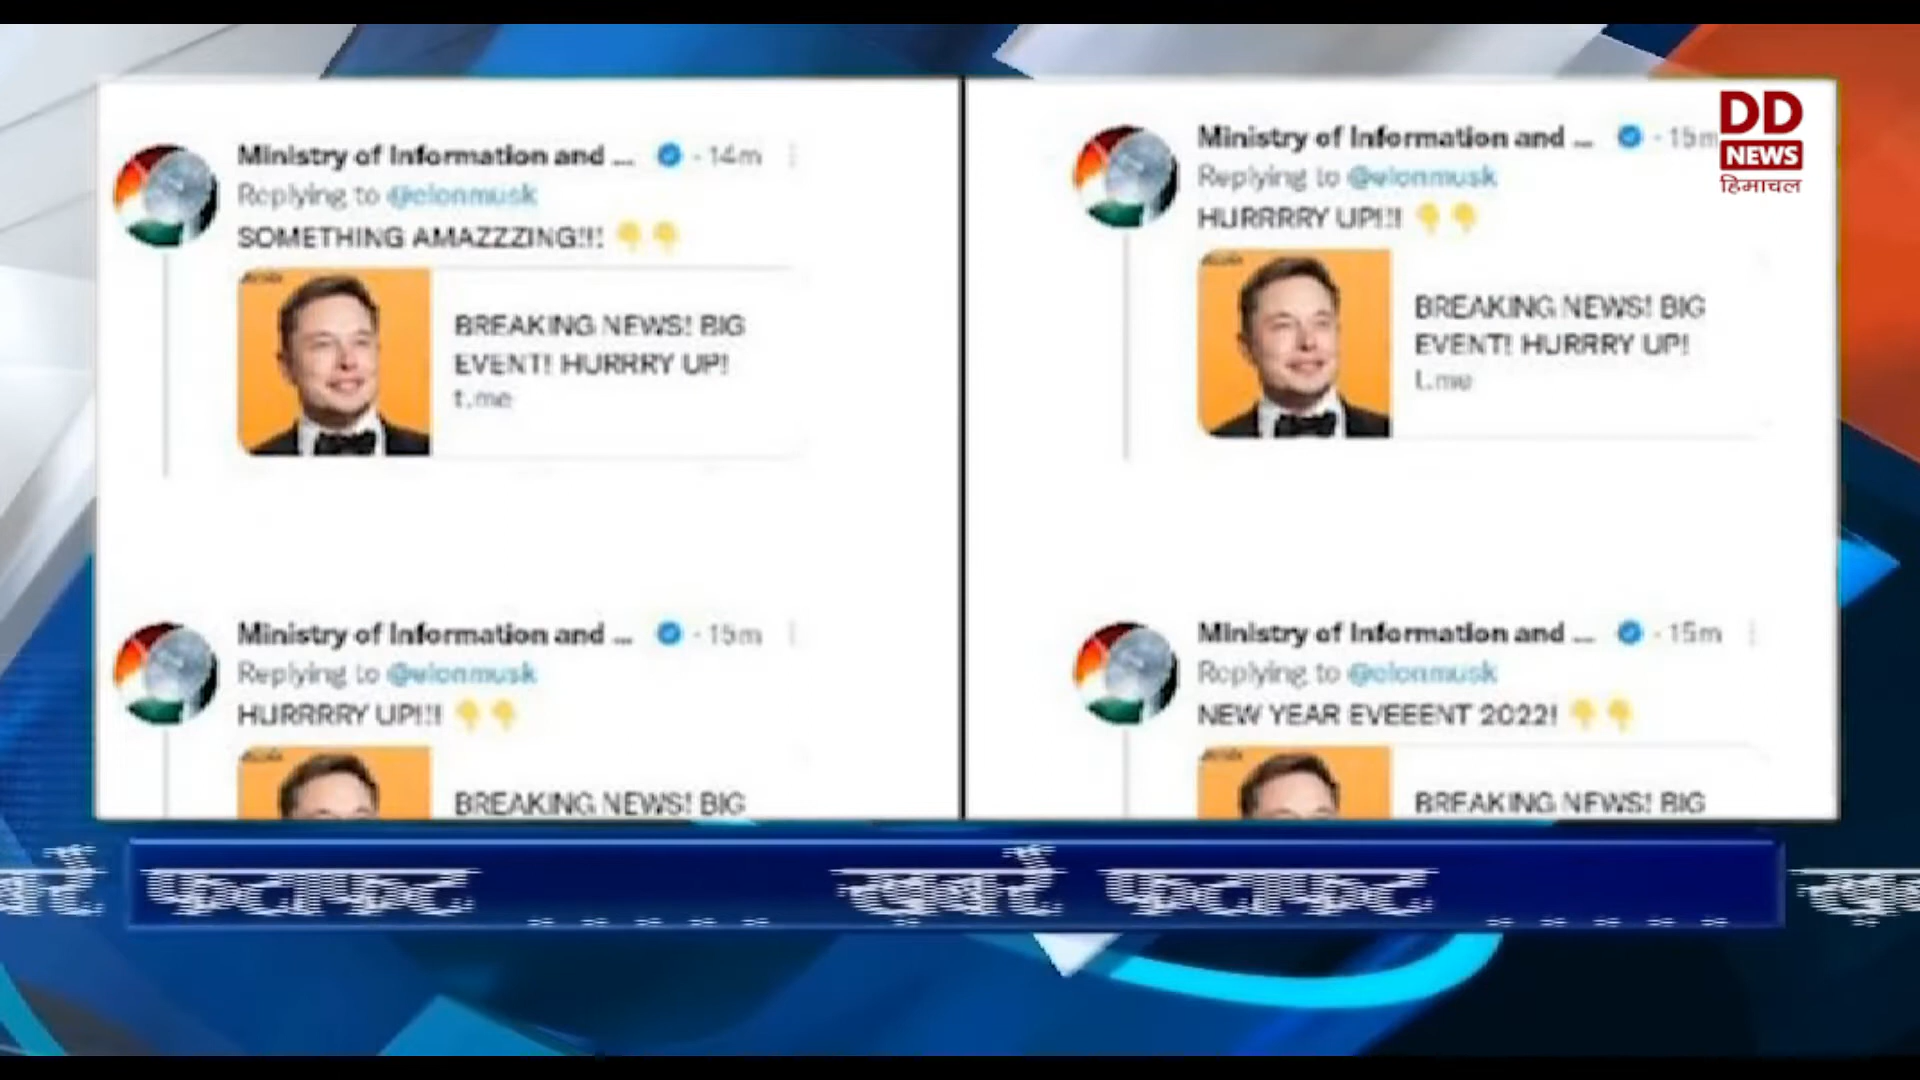 Ministry of Information and ... - 14m
Replying to @elonmusk
SOMETHING AMAZZZING!!!
BREAKING NEWS! BIG
EVENT! HURRRY UP!
t.me
Ministry of Information and ... - 15m
Replying to @elonmusk
HURRRRY UP!!!
BREAKING NEWS! BIG
Ministry of Information and ... - 15m
Replying to @elonmusk
HURRRRY UP!!!
BREAKING NEWS! BIG
EVENT! HURRRY UP!
t.me
Ministry of Information and ... - 15m
Replying to @elonmusk
NEW YEAR EVEEENT 2022!
BREAKING NEWS! BIG
DD
NEWS
हिमाचल
फटाफट ..... ख़बरें फटाफट .....